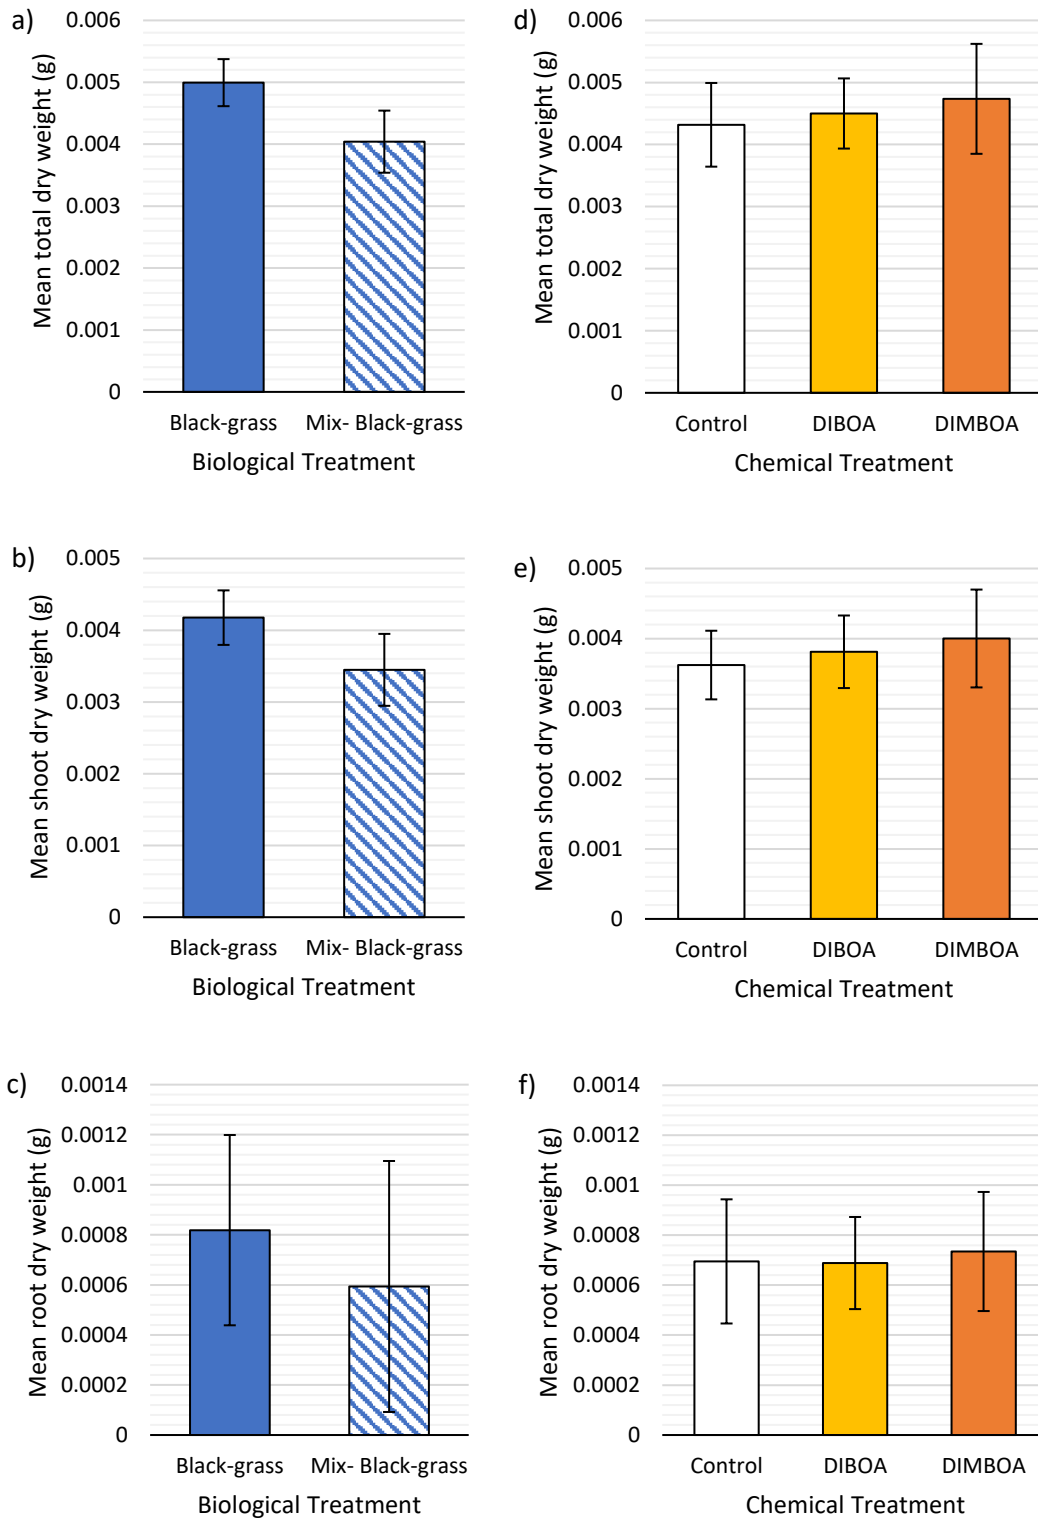 a)
Mean total dry weight (g)
0.006
0.005
0.004
0.003
0.002
0.001
0
Black-grass Mix- Black-grass
Biological Treatment
d)
Mean total dry weight (g)
0.006
0.005
0.004
0.003
0.002
0.001
0
Control DIBOA DIMBOA
Chemical Treatment
b)
Mean shoot dry weight (g)
0.005
0.004
0.003
0.002
0.001
0
Black-grass Mix- Black-grass
Biological Treatment
e)
Mean shoot dry weight (g)
0.005
0.004
0.003
0.002
0.001
0
Control DIBOA DIMBOA
Chemical Treatment
c)
Mean root dry weight (g)
0.0014
0.0012
0.001
0.0008
0.0006
0.0004
0.0002
0
Black-grass Mix- Black-grass
Biological Treatment
f)
Mean root dry weight (g)
0.0014
0.0012
0.001
0.0008
0.0006
0.0004
0.0002
0
Control DIBOA DIMBOA
Chemical Treatment